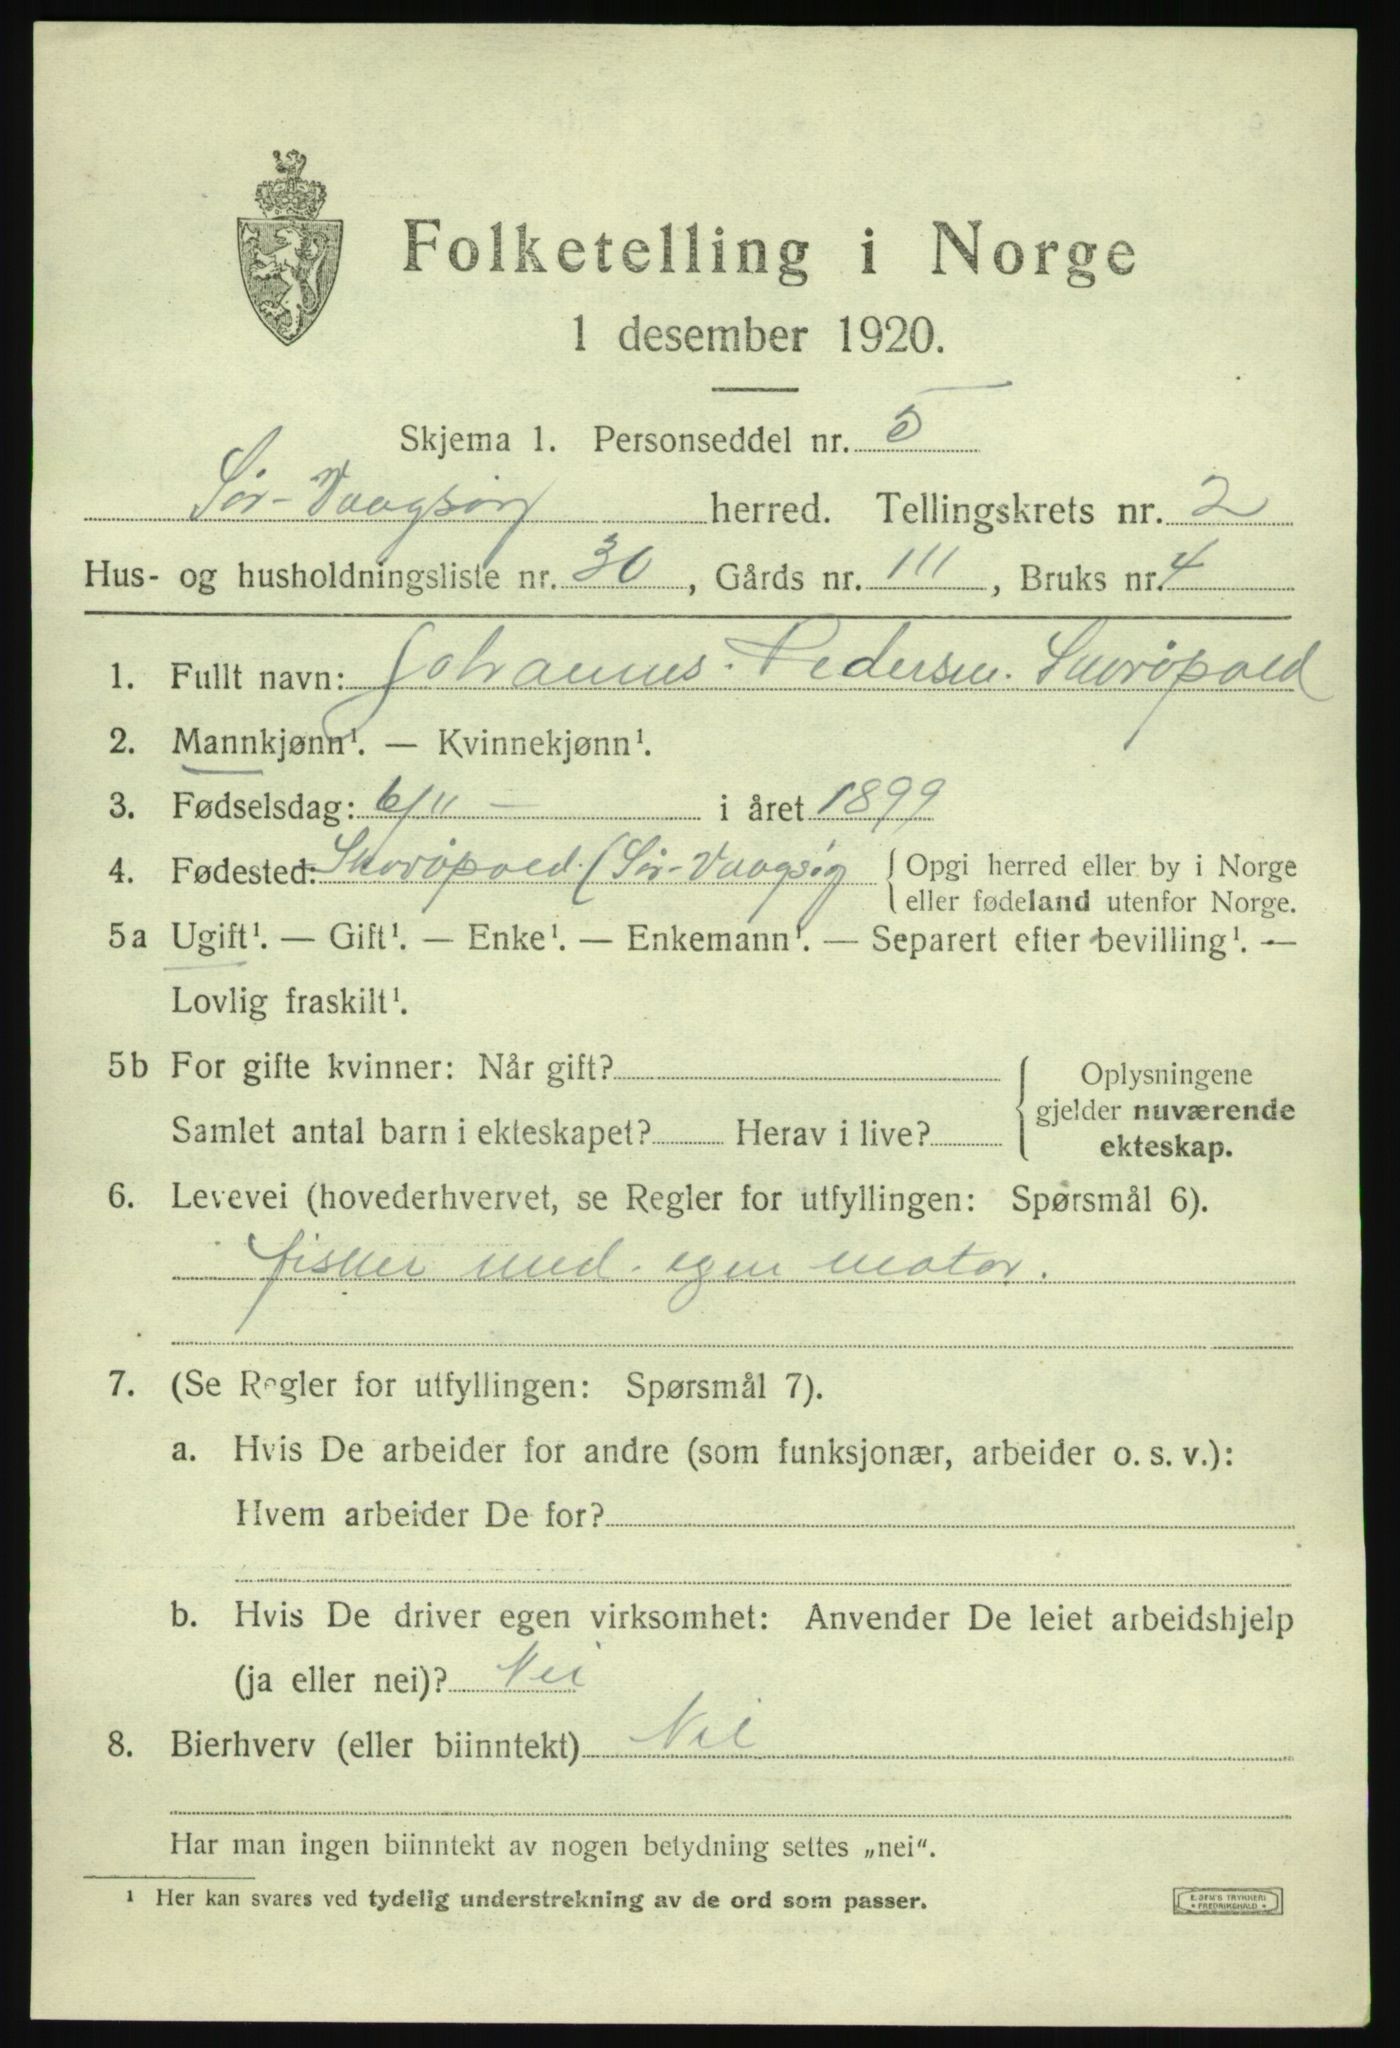 Folketelling i Norge
1 desember 1920.
Skjema 1. Personseddel nr. 5
Sør-Vaagsøy herred. Tellingskrets nr. 2
Hus- og husholdningsliste nr. 30, Gårds nr. 111, Bruks nr. 4
1. Fullt navn: Johannes Pedersen.
2. Mannkjønn¹. — Kvinnekjønn¹.
3. Fødselsdag: 6/11 — i året 1899
4. Fødested: (Sør-Vaagsøy { Opgi herred eller by i Norge
eller fødeland utenfor Norge.
5a Ugift¹. — Gift¹. — Enke¹. — Enkemann¹. — Separert efter bevilling¹. —
Lovlig fraskilt¹.
5b For gifte kvinner: Når gift? { Oplysningene
gjelder nuværende
Samlet antal barn i ekteskapet? Herav i live?
ekteskap.
6. Levevei (hovederhvervet, se Regler for utfyllingen: Spørsmål 6).
fisker med egen motor.
7. (Se Regler for utfyllingen: Spørsmål 7).
a. Hvis De arbeider for andre (som funksjonær, arbeider o. s. v.):
Hvem arbeider De for?
b. Hvis De driver egen virksomhet: Anvender De leiet arbeidshjelp
(ja eller nei)? Nei
8. Bierhverv (eller biinntekt) Nei
Har man ingen biinntekt av nogen betydning settes „nei“.
¹ Her kan svares ved tydelig understrekning av de ord som passer.
E. SEM'S TRYKKERI
* FREDRIKSHALD *